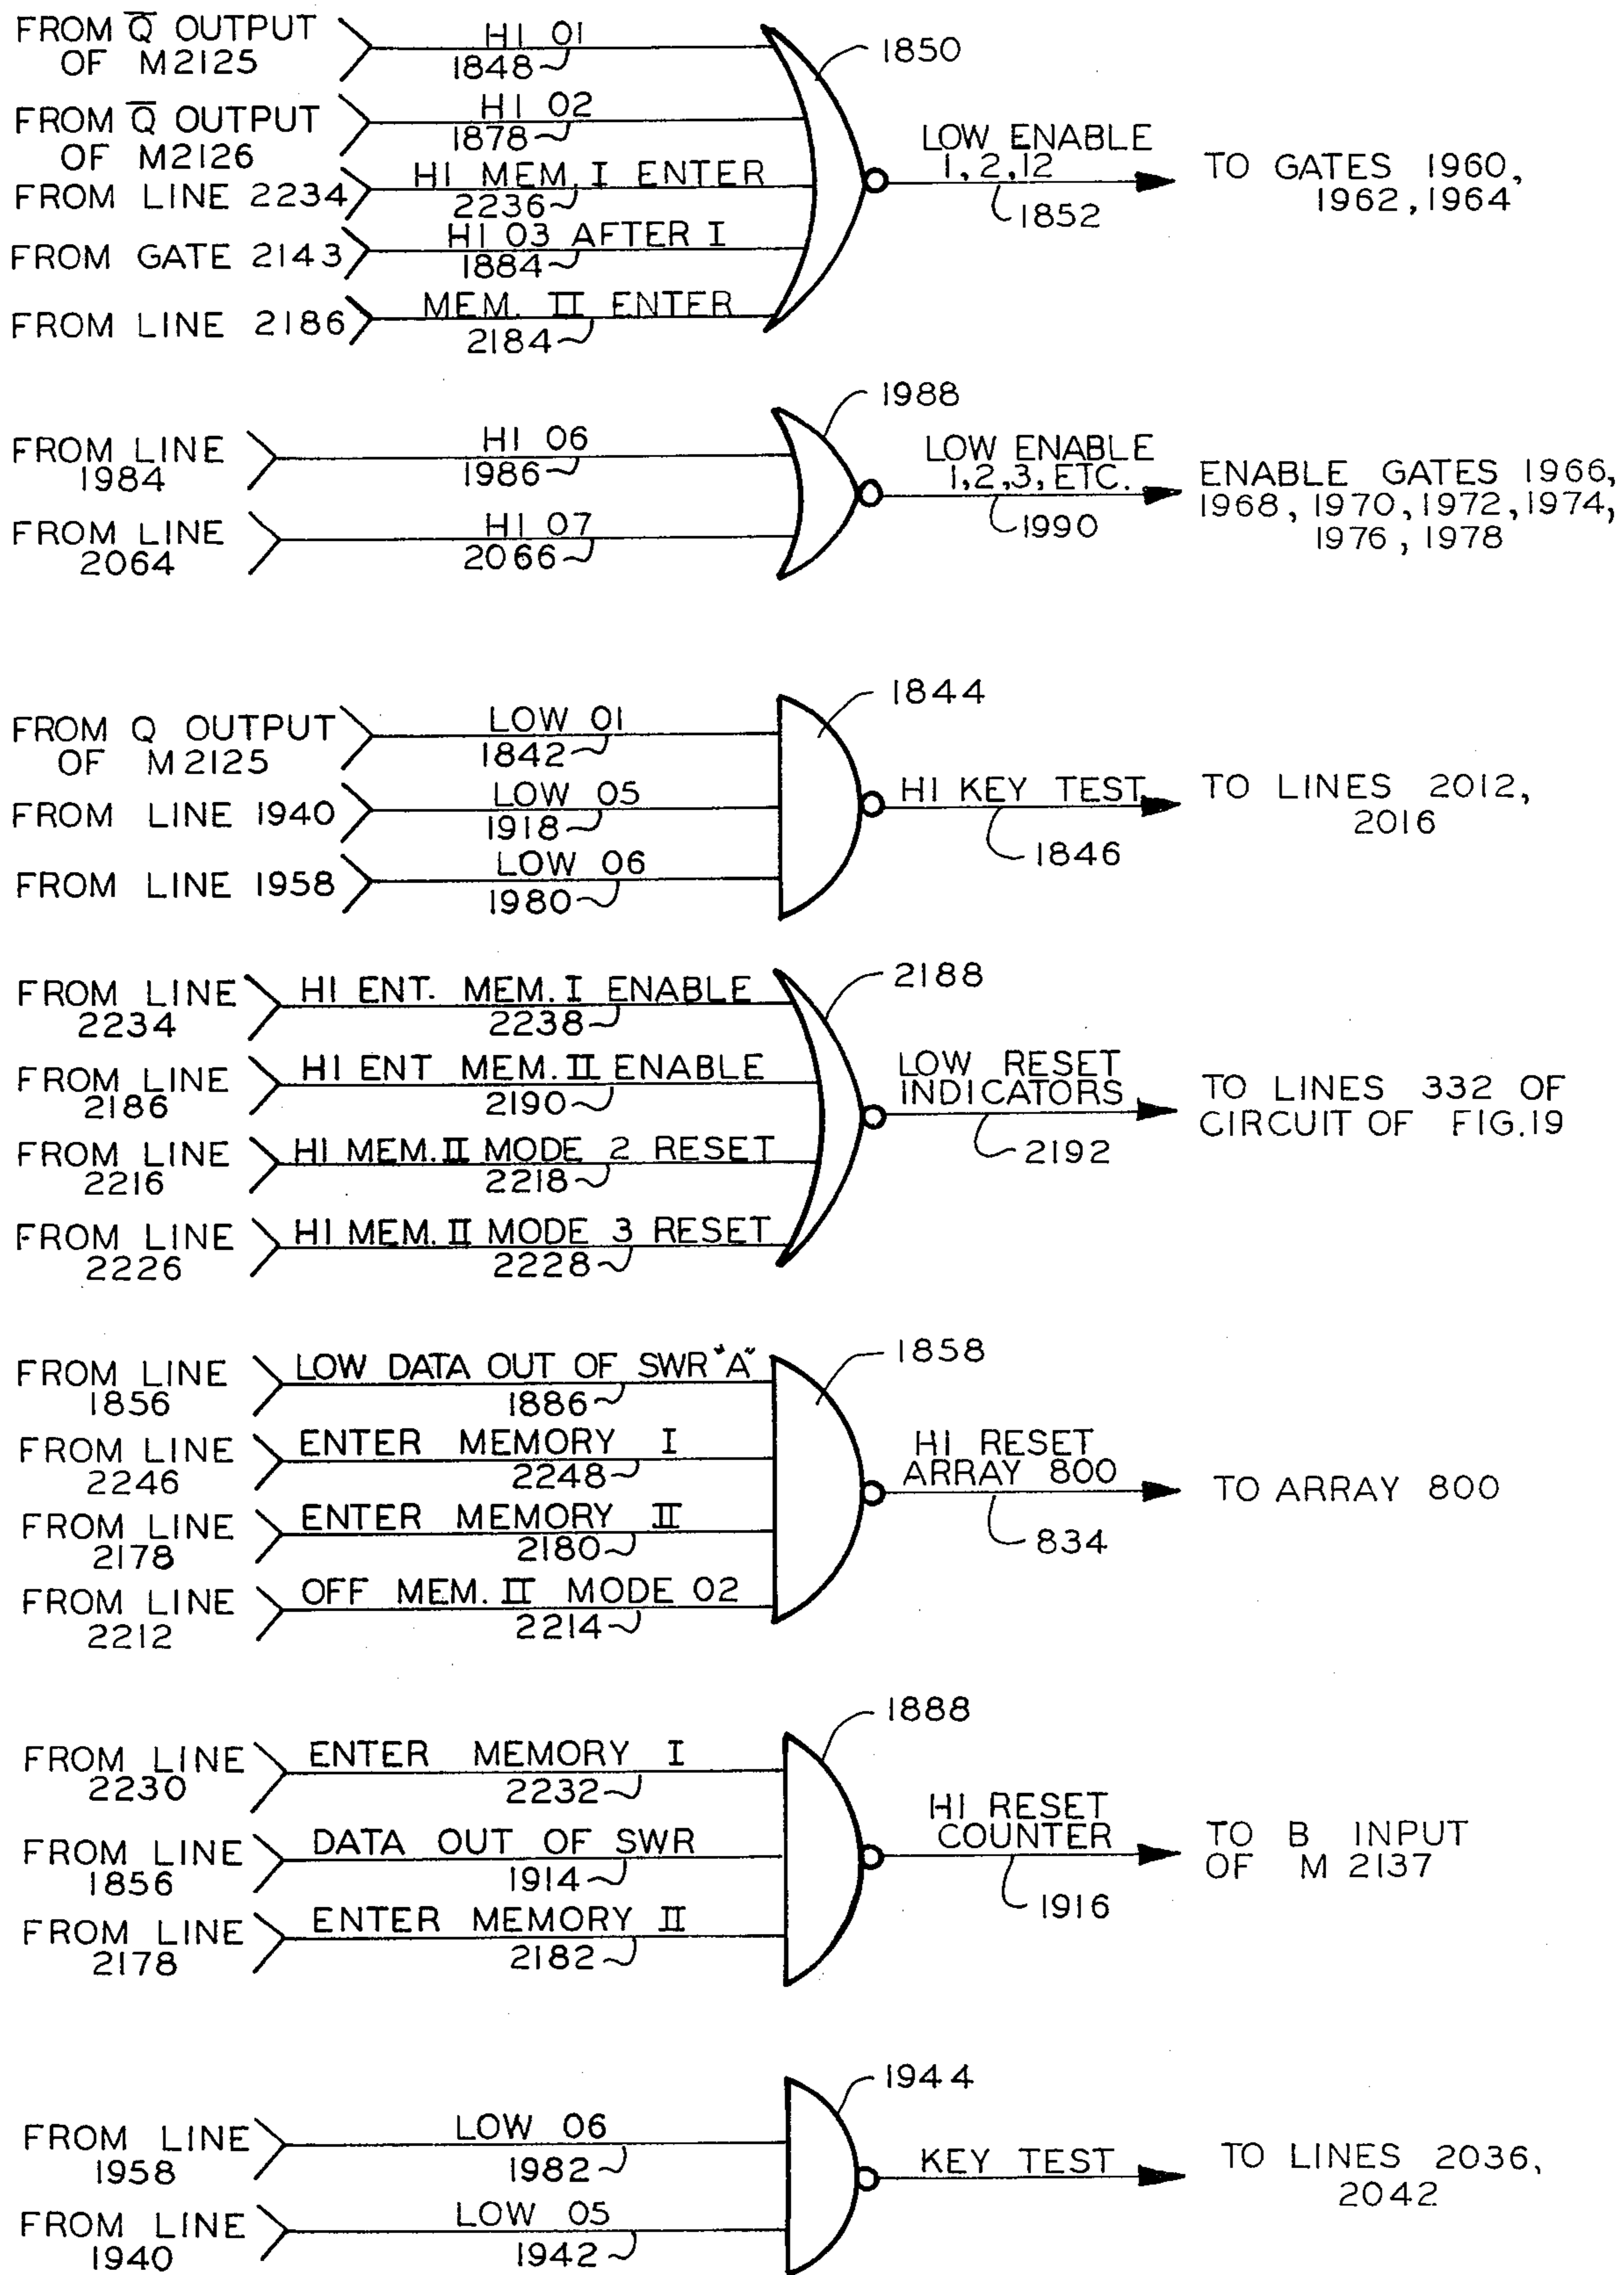 FROM Q̅ OUTPUT
OF M2125
HI 01
1848
1850
FROM Q̅ OUTPUT
OF M2126
HI 02
1878
FROM LINE 2234
HI MEM. I ENTER
2236
FROM GATE 2143
HI 03 AFTER I
1884
FROM LINE 2186
MEM. II ENTER
2184
LOW ENABLE
1, 2, 12
1852
TO GATES 1960,
1962, 1964
FROM LINE
1984
HI 06
1986
FROM LINE
2064
HI 07
2066
1988
LOW ENABLE
1, 2, 3, ETC.
1990
ENABLE GATES 1966,
1968, 1970, 1972, 1974,
1976, 1978
FROM Q OUTPUT
OF M2125
LOW 01
1842
FROM LINE 1940
LOW 05
1918
FROM LINE 1958
LOW 06
1980
1844
HI KEY TEST
1846
TO LINES 2012,
2016
FROM LINE
2234
HI ENT. MEM. I ENABLE
2238
FROM LINE
2186
HI ENT MEM. II ENABLE
2190
FROM LINE
2216
HI MEM. II MODE 2 RESET
2218
FROM LINE
2226
HI MEM. II MODE 3 RESET
2228
2188
LOW RESET
INDICATORS
2192
TO LINES 332 OF
CIRCUIT OF FIG.19
FROM LINE
1856
LOW DATA OUT OF SWR "A"
1886
FROM LINE
2246
ENTER MEMORY I
2248
FROM LINE
2178
ENTER MEMORY II
2180
FROM LINE
2212
OFF MEM. II MODE 02
2214
1858
HI RESET
ARRAY 800
834
TO ARRAY 800
FROM LINE
2230
ENTER MEMORY I
2232
FROM LINE
1856
DATA OUT OF SWR
1914
FROM LINE
2178
ENTER MEMORY II
2182
1888
HI RESET
COUNTER
1916
TO B INPUT
OF M 2137
FROM LINE
1958
LOW 06
1982
FROM LINE
1940
LOW 05
1942
1944
KEY TEST
TO LINES 2036,
2042